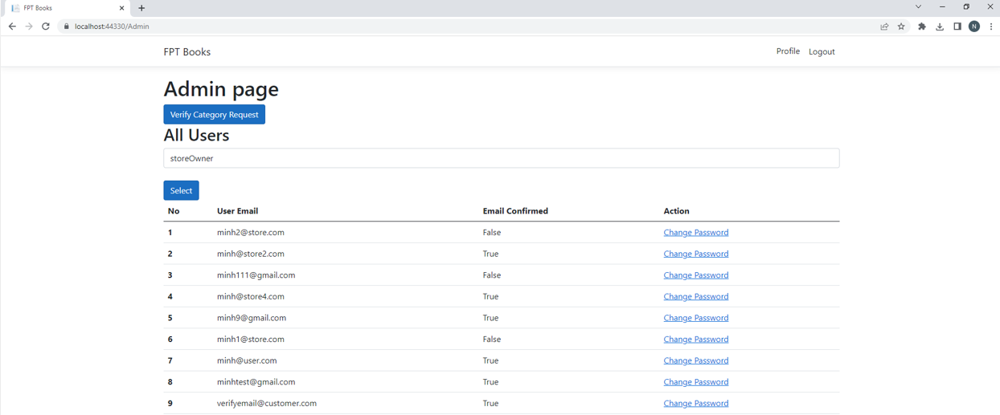 FPT Books
localhost:44330/Admin
N
FPT Books Profile Logout
Admin page
Verify Category Request
All Users
storeOwner
Select
No User Email Email Confirmed Action
1 minh2@store.com False Change Password
2 minh@store2.com True Change Password
3 minh111@gmail.com False Change Password
4 minh@store4.com True Change Password
5 minh9@gmail.com True Change Password
6 minh1@store.com False Change Password
7 minh@user.com True Change Password
8 minhtest@gmail.com True Change Password
9 verifyemail@customer.com True Change Password